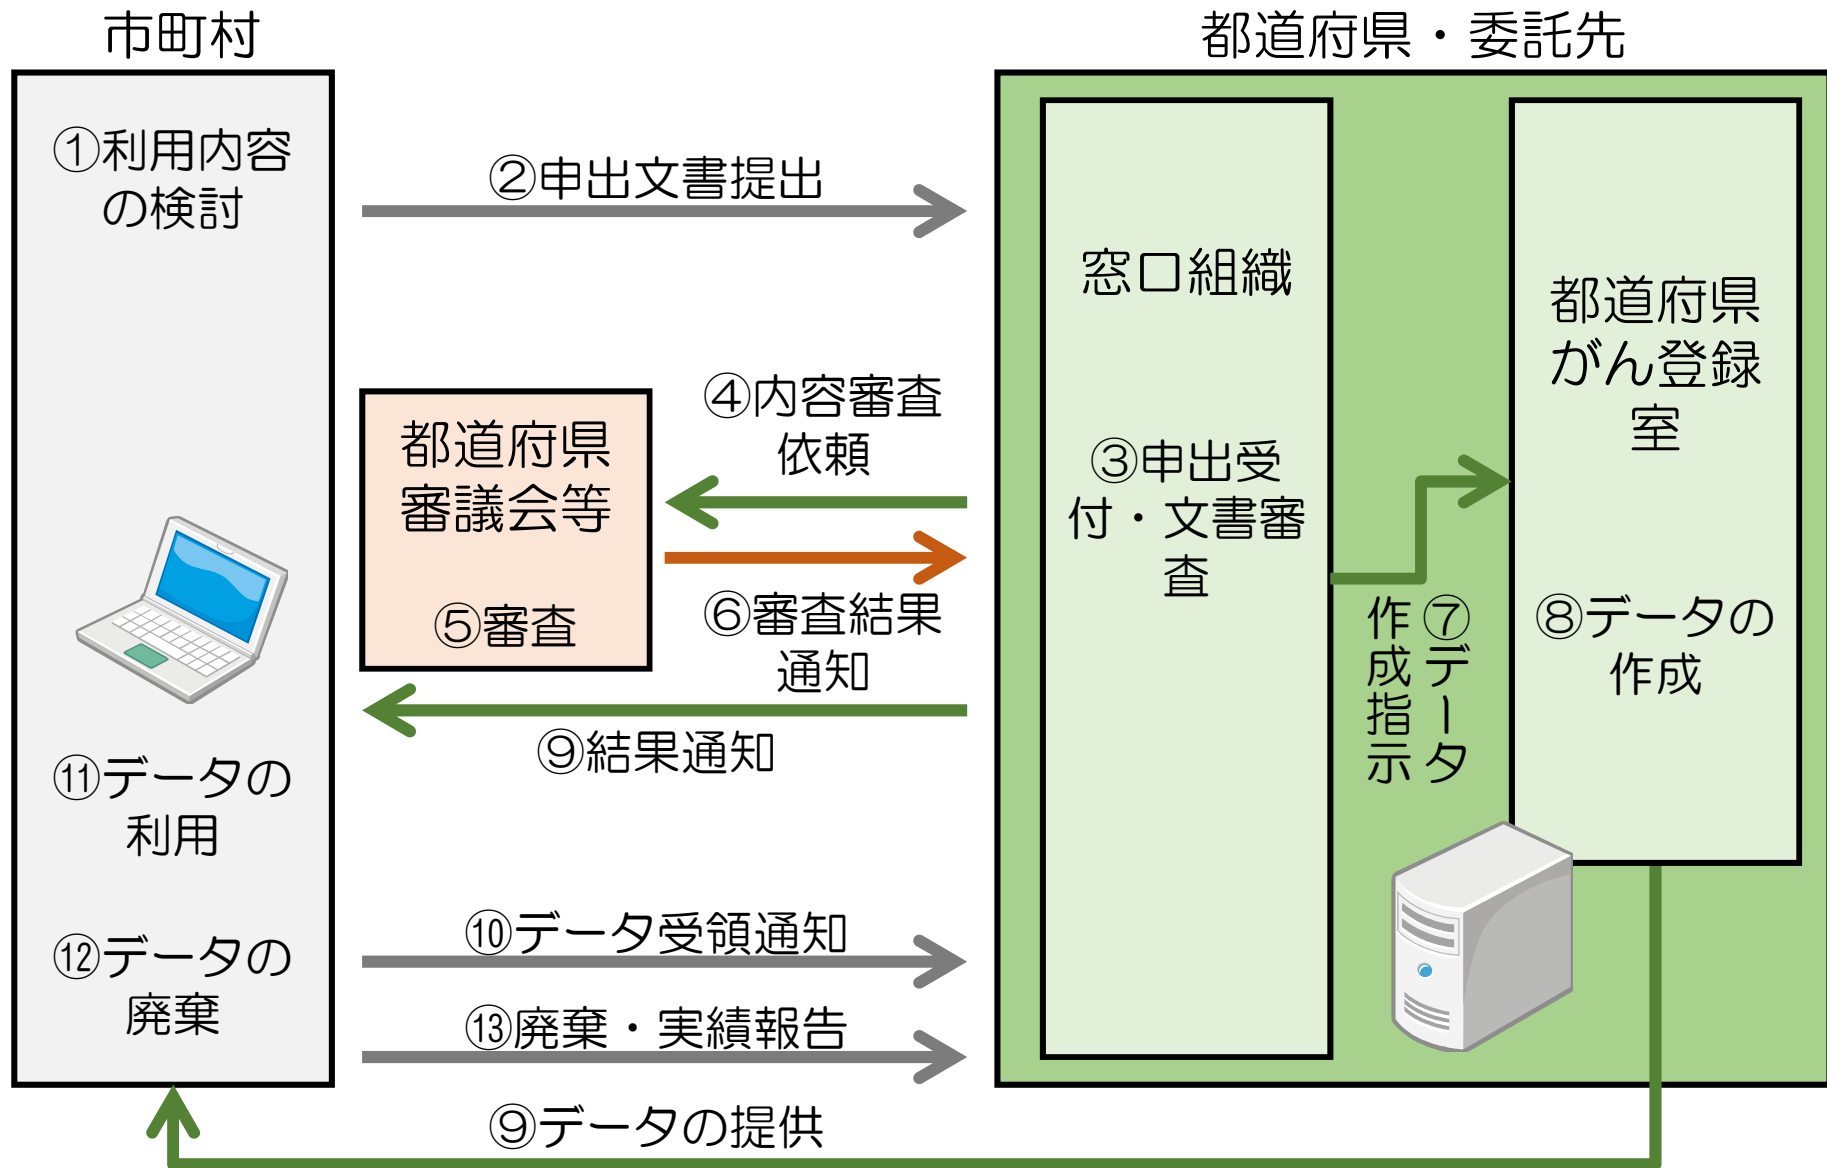 市町村
都道府県・委託先
①利用内容
の検討
②申出文書提出
窓口組織
都道府県
がん登録
室
④内容審査
依頼
都道府県
審議会等
③申出受
付・文書審
査
⑤審査
⑥審査結果
通知
⑦データ
作成指示
⑧データの
作成
⑨結果通知
⑪データの
利用
⑩データ受領通知
⑫データの
廃棄
⑬廃棄・実績報告
⑨データの提供